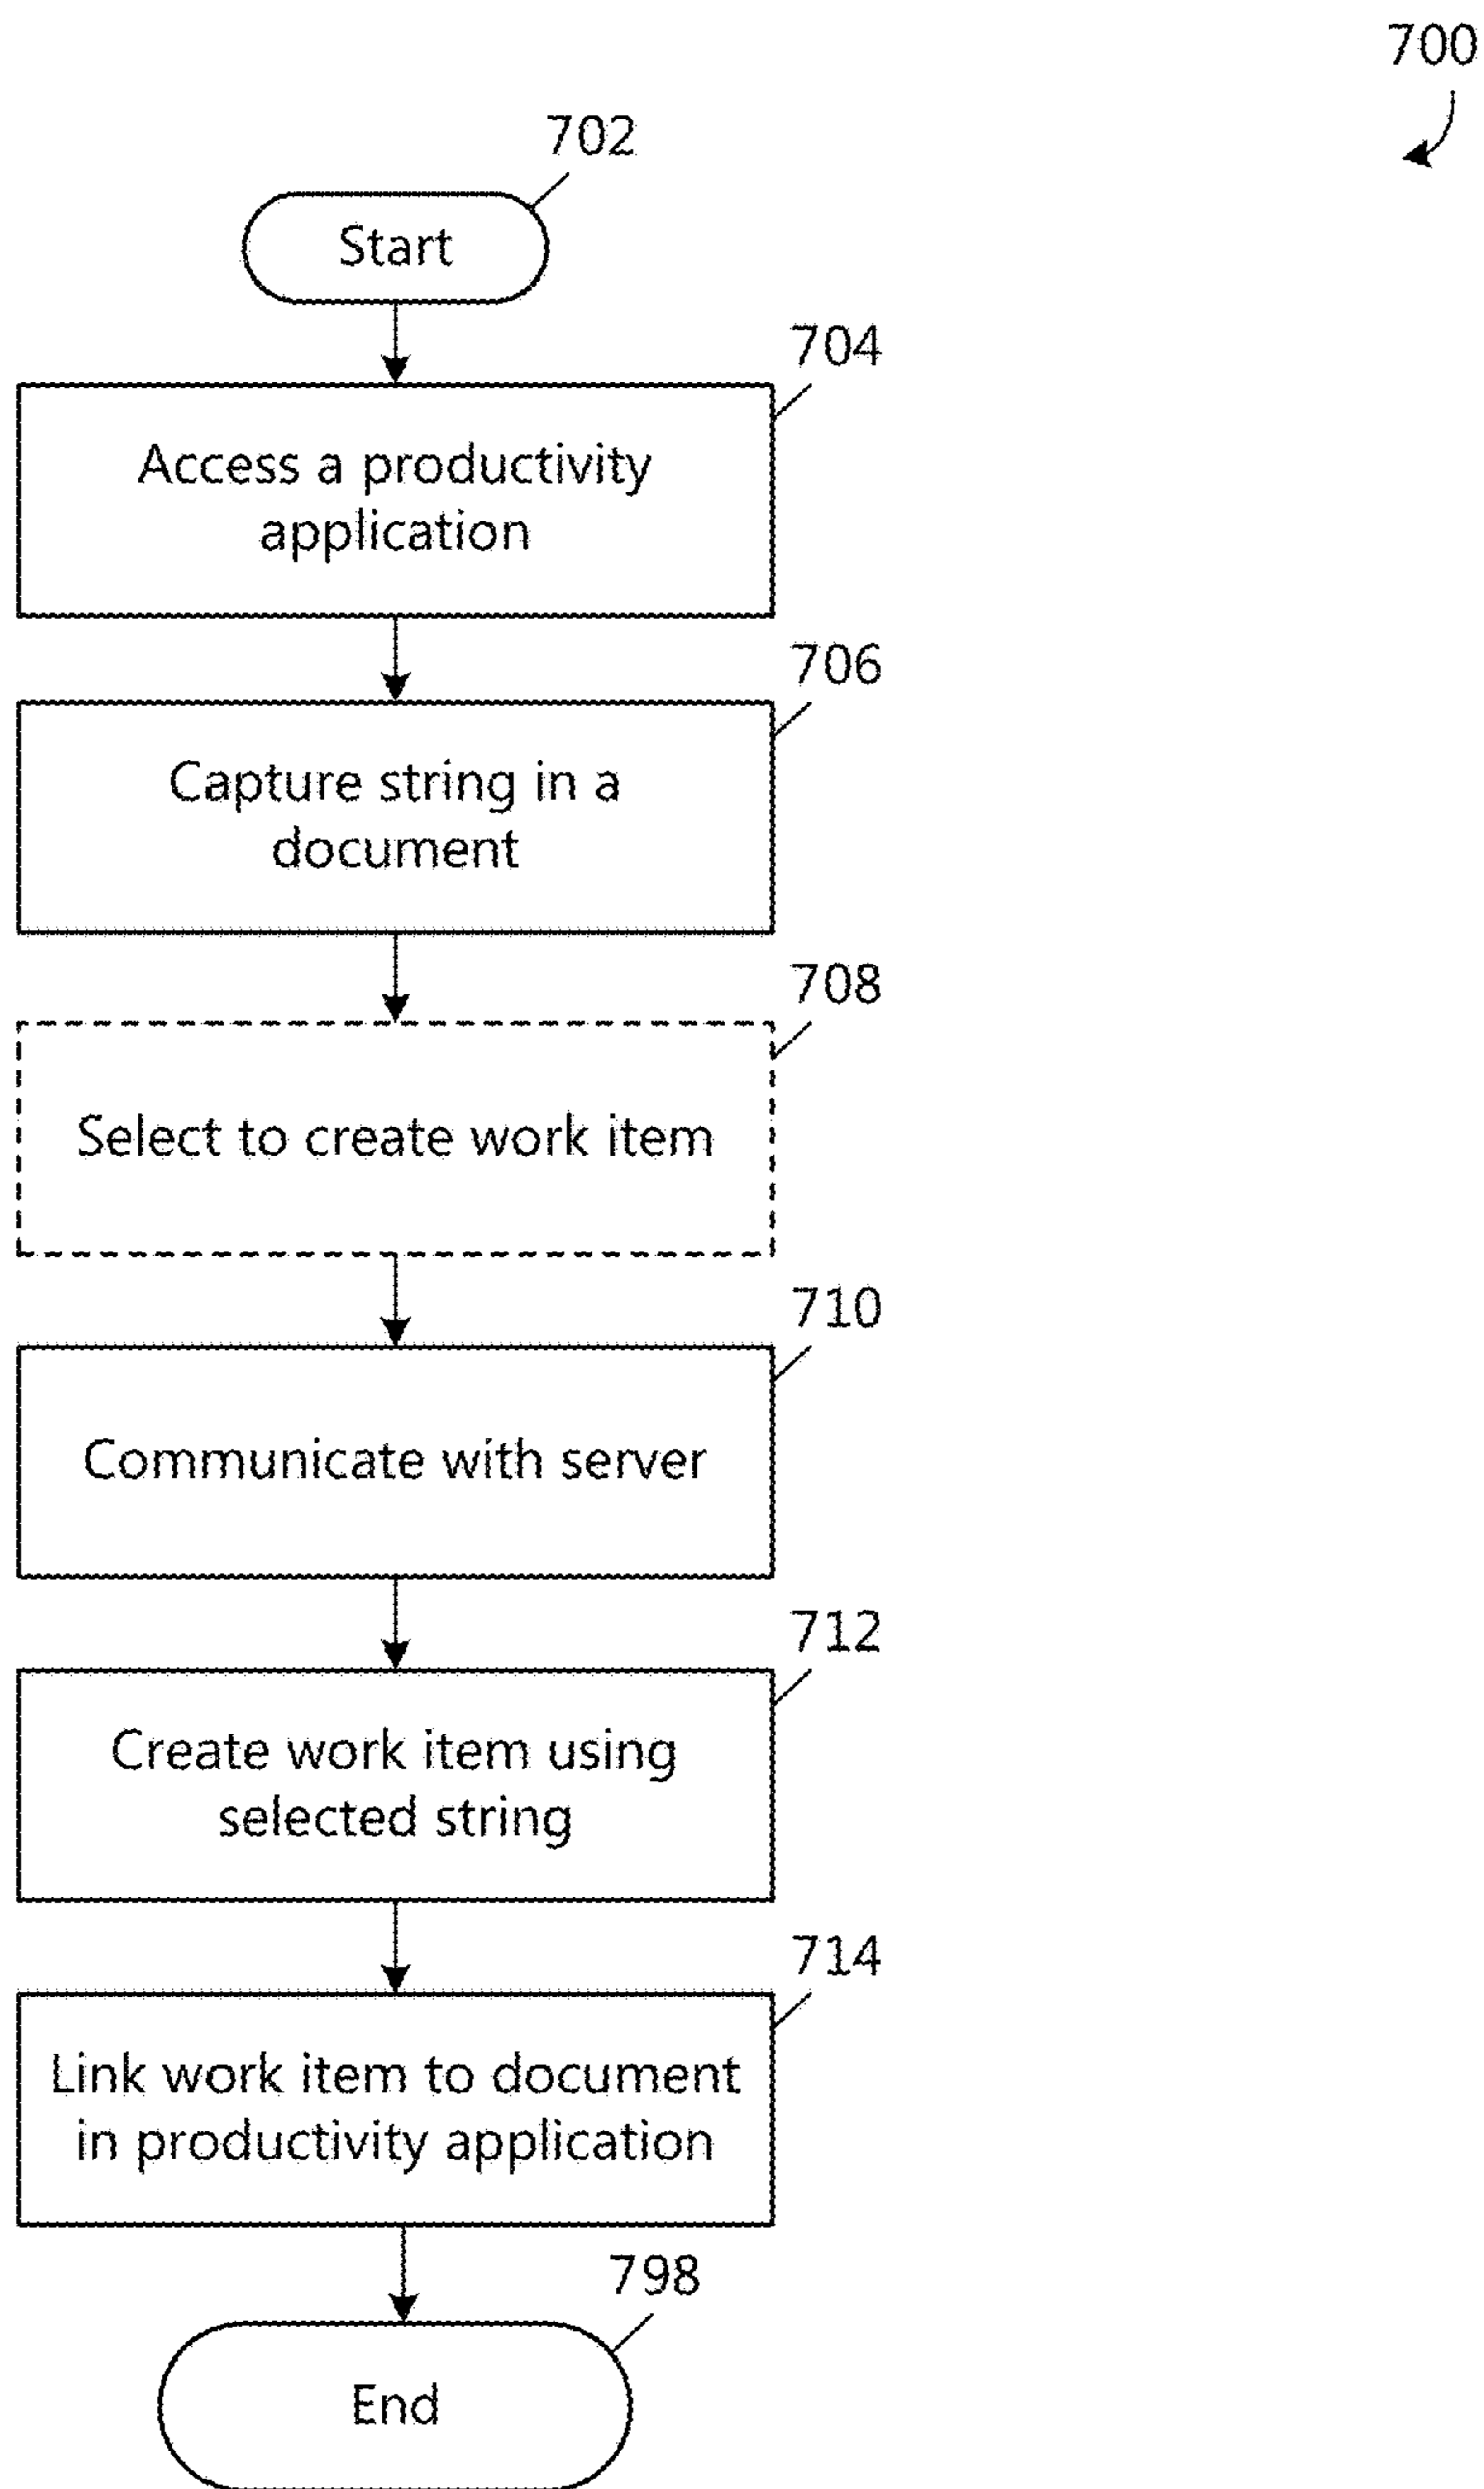 700
702
Start
704
Access a productivity
application
706
Capture string in a
document
708
Select to create work item
710
Communicate with server
712
Create work item using
selected string
714
Link work item to document
in productivity application
798
End